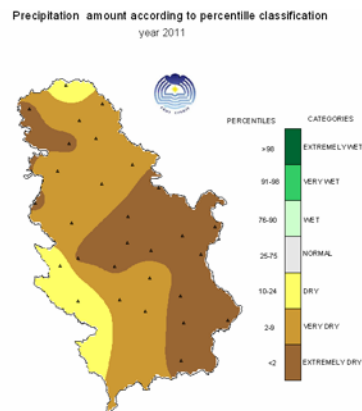 Precipitation amount according to percentille classification
year 2011
PERCENTILES CATEGORIES
>98 EXTREMELY WET
91-98 VERY WET
76-90 WET
25-75 NORMAL
10-24 DRY
2-9 VERY DRY
<2 EXTREMELY DRY